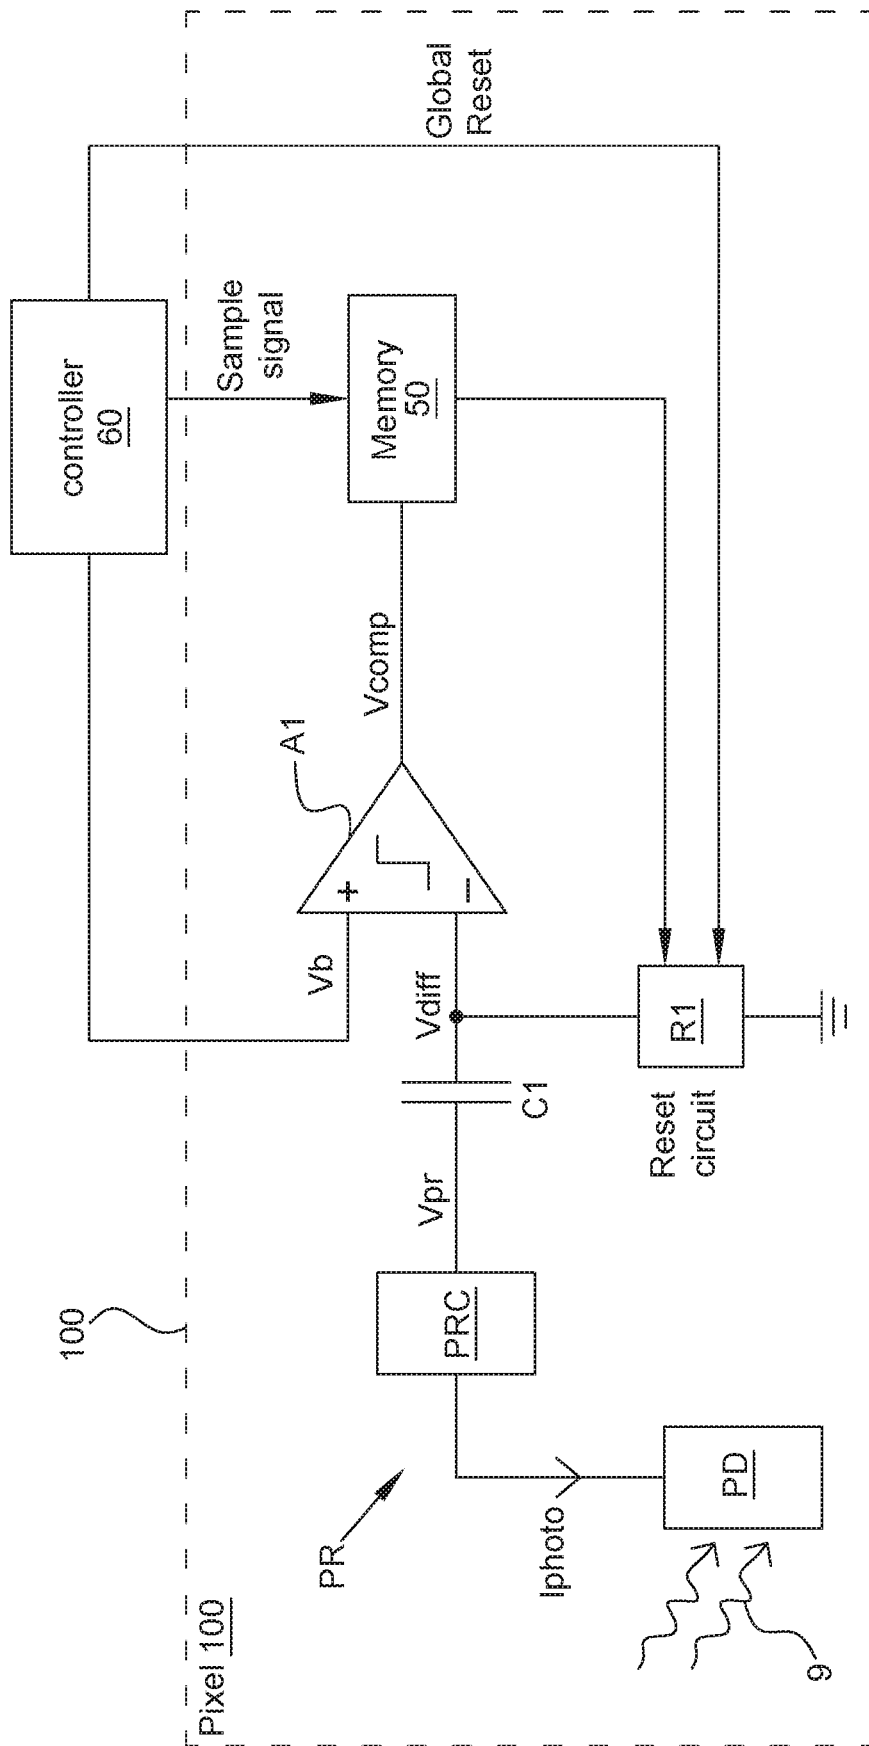 controller
60
100
Pixel 100
Sample
signal
Global
Reset
Memory
50
A1
Vcomp
Vb
+
−
Vdiff
C1
Vpr
PRC
PR
Iphoto
PD
9
Reset
circuit
R1